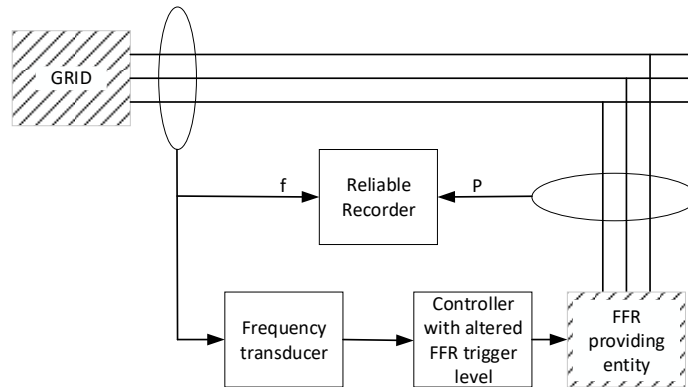 GRID
f
Reliable
Recorder
P
Frequency
transducer
Controller
with altered
FFR trigger
level
FFR
providing
entity